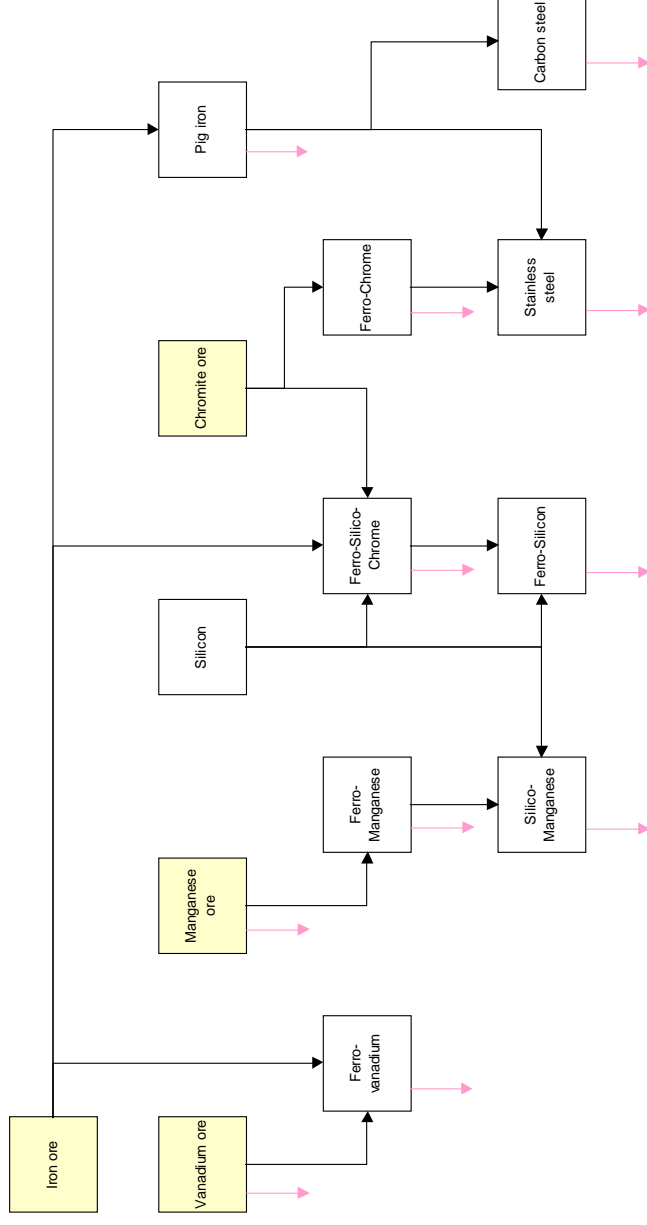 Iron ore
Vanadium ore
Manganese
ore
Silicon
Chromite ore
Pig iron
Ferro-
vanadium
Ferro-
Manganese
Ferro-Silico-
Chrome
Ferro-Chrome
Silico-
Manganese
Ferro-Silicon
Stainless
steel
Carbon steel